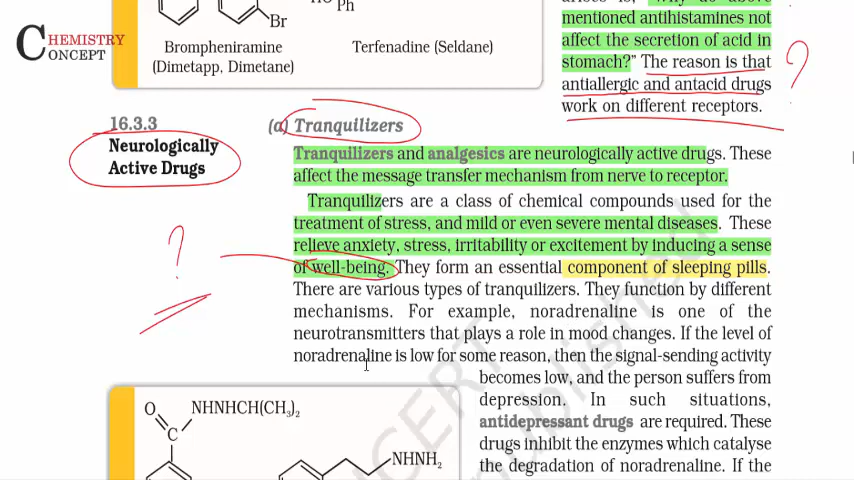 HO Ph
Br
Brompheniramine
(Dimetapp, Dimetane)
Terfenadine (Seldane)
CHEMISTRY
CONCEPT
mentioned antihistamines not
affect the secretion of acid in
stomach?” The reason is that
antiallergic and antacid drugs
work on different receptors.
?
16.3.3
Neurologically
Active Drugs
(a) Tranquilizers
Tranquilizers and analgesics are neurologically active drugs. These
affect the message transfer mechanism from nerve to receptor.
Tranquilizers are a class of chemical compounds used for the
treatment of stress, and mild or even severe mental diseases. These
relieve anxiety, stress, irritability or excitement by inducing a sense
of well-being. They form an essential component of sleeping pills.
There are various types of tranquilizers. They function by different
mechanisms. For example, noradrenaline is one of the
neurotransmitters that plays a role in mood changes. If the level of
noradrenaline is low for some reason, then the signal-sending activity
becomes low, and the person suffers from
depression. In such situations,
antidepressant drugs are required. These
drugs inhibit the enzymes which catalyse
the degradation of noradrenaline. If the
?
O
NHNHCH(CH₃)₂
C
NHNH₂